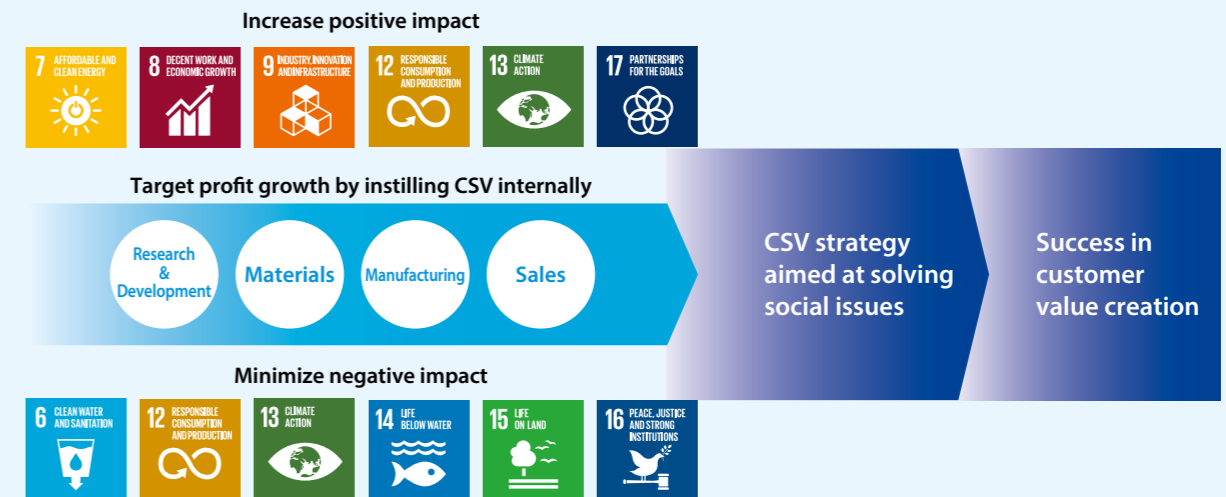 Increase positive impact
7 AFFORDABLE AND
CLEAN ENERGY
8 DECENT WORK AND
ECONOMIC GROWTH
9 INDUSTRY, INNOVATION
ANDINFRASTRUCTURE
12 RESPONSIBLE
CONSUMPTION
AND PRODUCTION
13 CLIMATE
ACTION
17 PARTNERSHIPS
FOR THE GOALS
Target profit growth by instilling CSV internally
Research
&
Development
Materials
Manufacturing
Sales
CSV strategy
aimed at solving
social issues
Success in
customer
value creation
Minimize negative impact
6 CLEAN WATER
AND SANITATION
12 RESPONSIBLE
CONSUMPTION
AND PRODUCTION
13 CLIMATE
ACTION
14 LIFE
BELOW WATER
15 LIFE
ON LAND
16 PEACE, JUSTICE
AND STRONG
INSTITUTIONS